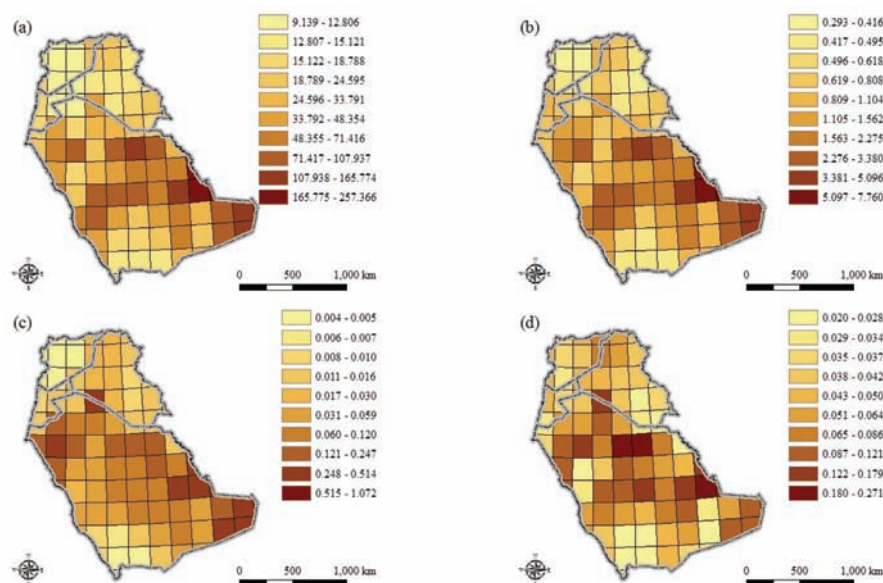 (a)
9.139 - 12.806
12.807 - 15.121
15.122 - 18.788
18.789 - 24.595
24.596 - 33.791
33.792 - 48.354
48.355 - 71.416
71.417 - 107.937
107.938 - 165.774
165.775 - 257.366
0 500 1,000 km
(b)
0.293 - 0.416
0.417 - 0.495
0.496 - 0.618
0.619 - 0.808
0.809 - 1.104
1.105 - 1.562
1.563 - 2.275
2.276 - 3.380
3.381 - 5.096
5.097 - 7.760
0 500 1,000 km
(c)
0.004 - 0.005
0.006 - 0.007
0.008 - 0.010
0.011 - 0.016
0.017 - 0.030
0.031 - 0.059
0.060 - 0.120
0.121 - 0.247
0.248 - 0.514
0.515 - 1.072
0 500 1,000 km
(d)
0.020 - 0.028
0.029 - 0.034
0.035 - 0.037
0.038 - 0.042
0.043 - 0.050
0.051 - 0.064
0.065 - 0.086
0.087 - 0.121
0.122 - 0.179
0.180 - 0.271
0 500 1,000 km